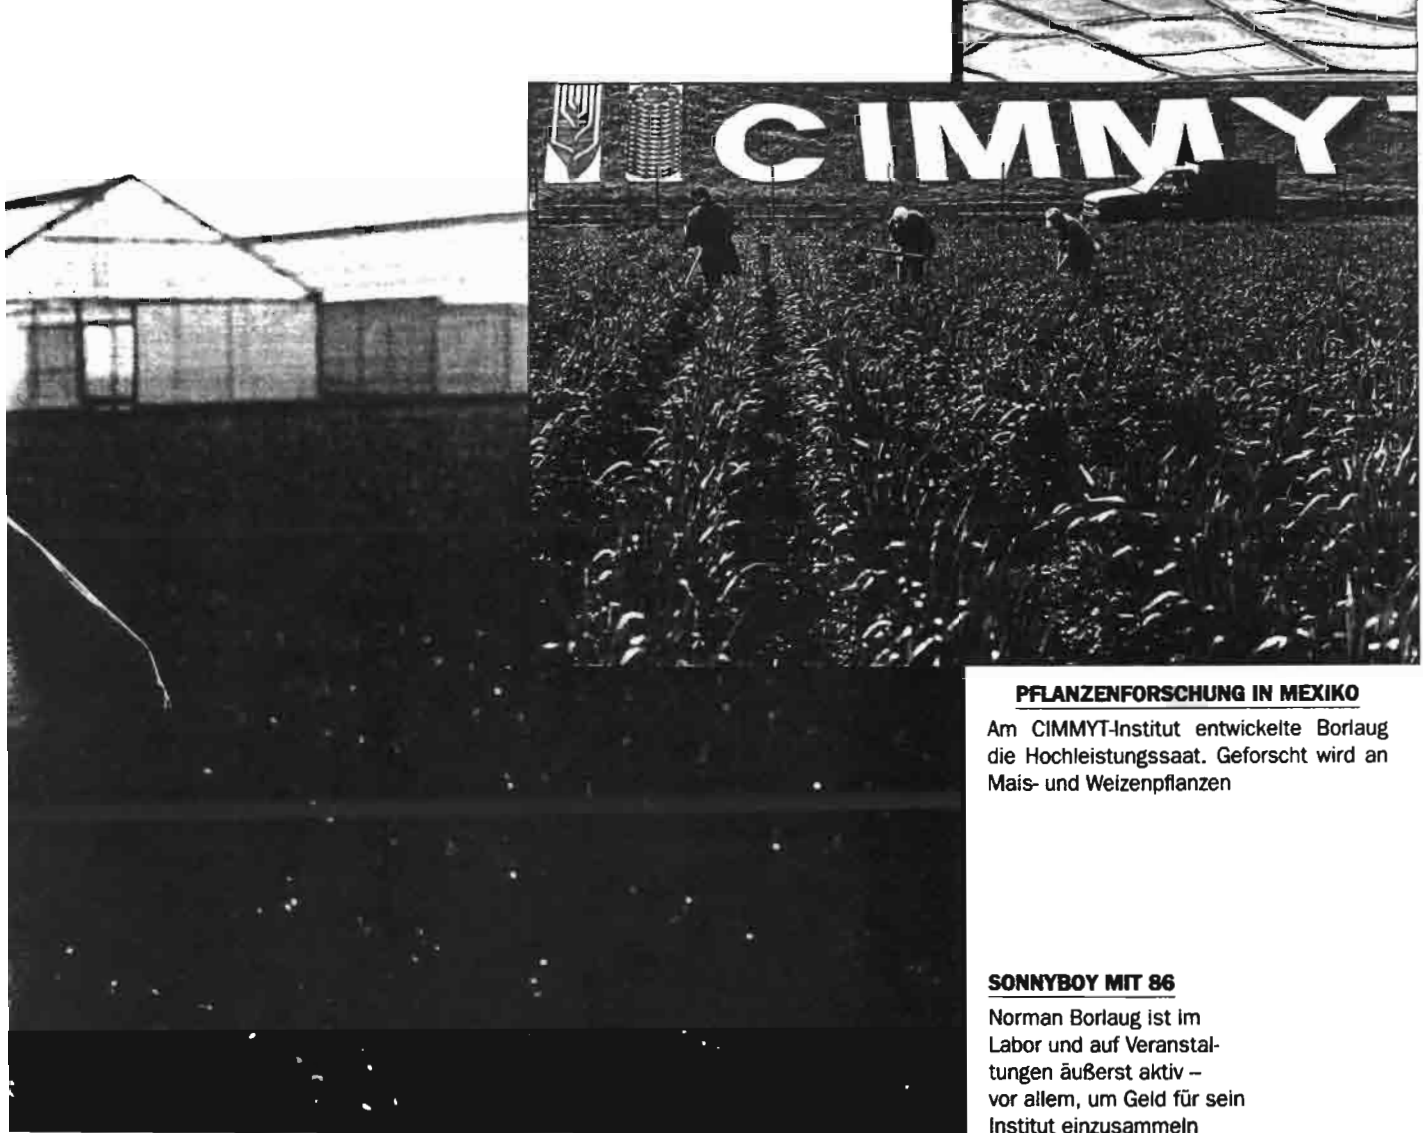 CIMMYT
PFLANZENFORSCHUNG IN MEXIKO
Am CIMMYT-Institut entwickelte Borlaug
die Hochleistungssaat. Geforscht wird an
Mais- und Weizenpflanzen
SONNYBOY MIT 86
Norman Borlaug ist im
Labor und auf Veranstal-
tungen äußerst aktiv –
vor allem, um Geld für sein
Institut einzusammeln